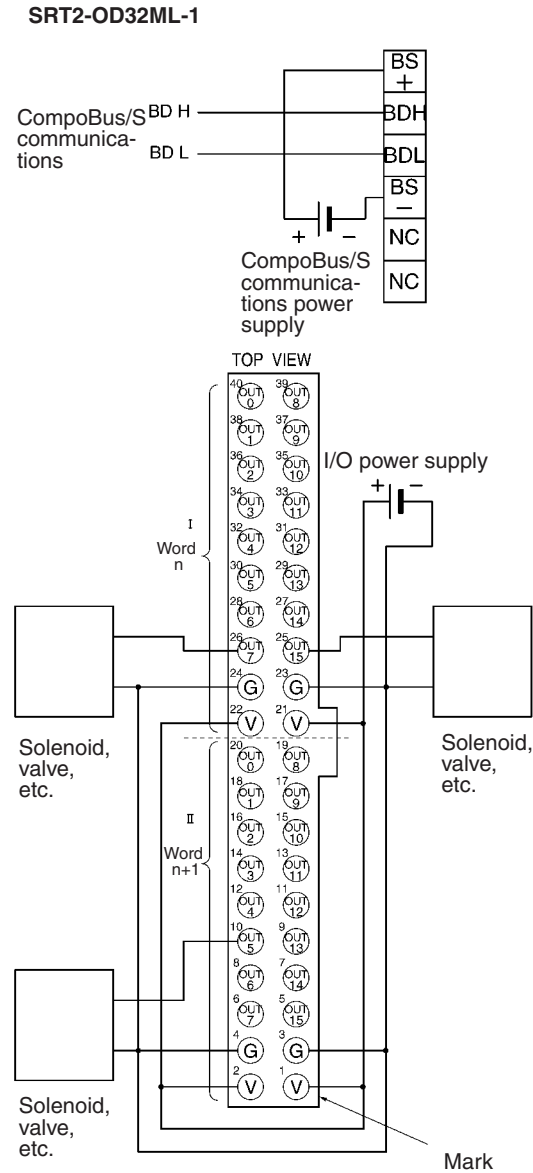 SRT2-OD32ML-1
BS
+
CompoBus/S
communica-
tions
BD H
BDH
BD L
BDL
BS
–
+ –
NC
NC
CompoBus/S
communica-
tions power
supply
TOP VIEW
40 OUT 0 39 OUT 8
38 OUT 1 37 OUT 9
36 OUT 2 35 OUT 10
I/O power supply
+ –
34 OUT 3 33 OUT 11
I
Word
n
32 OUT 4 31 OUT 12
30 OUT 5 29 OUT 13
28 OUT 6 27 OUT 14
26 OUT 7 25 OUT 15
24 G 23 G
22 V 21 V
Solenoid,
valve,
etc.
Solenoid,
valve,
etc.
20 OUT 0 19 OUT 8
18 OUT 1 17 OUT 9
II
Word
n+1
16 OUT 2 15 OUT 10
14 OUT 3 13 OUT 11
12 OUT 4 11 OUT 12
10 OUT 5 9 OUT 13
8 OUT 6 7 OUT 14
6 OUT 7 5 OUT 15
4 G 3 G
2 V 1 V
Solenoid,
valve,
etc.
Mark